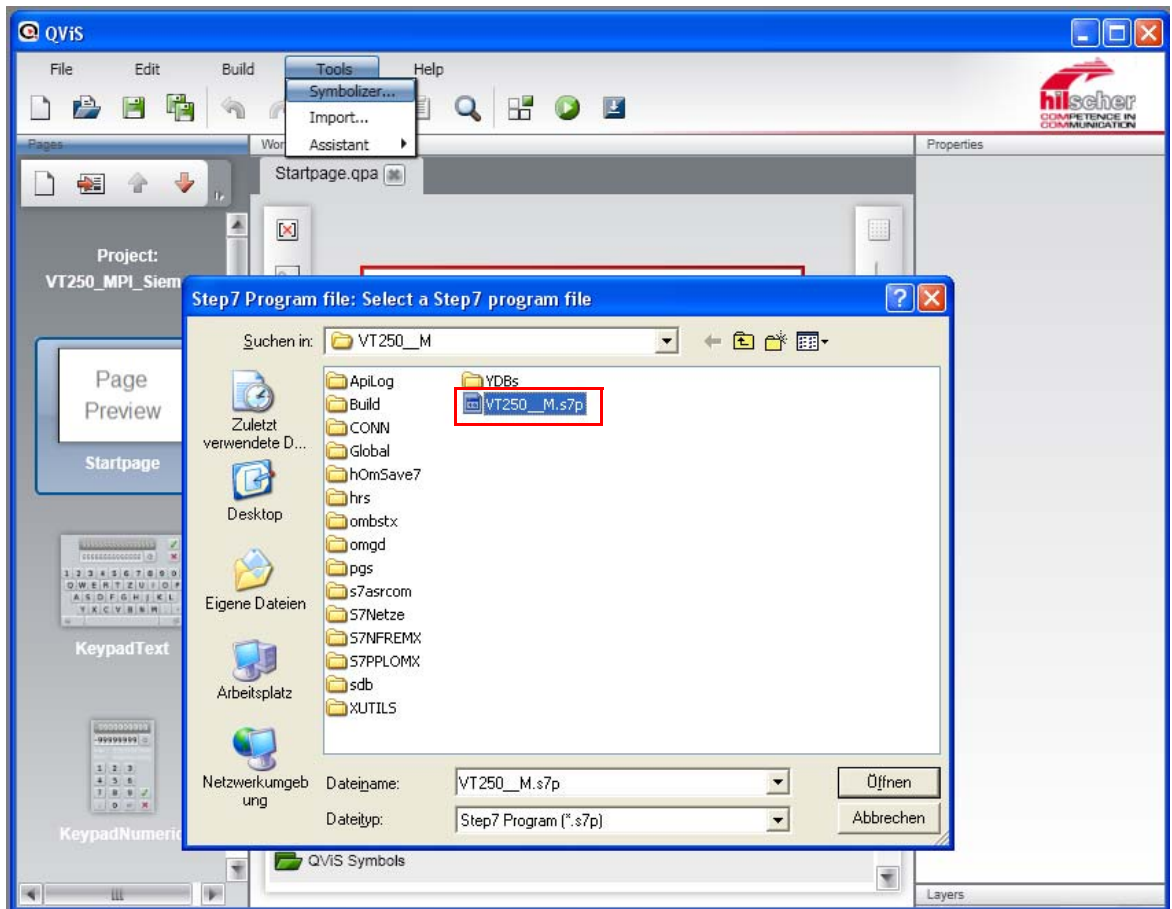 QViS
File Edit Build Tools Help
Symbolizer...
Import...
Assistant
hilscher
COMPETENCE IN
COMMUNICATION
Pages
Wor
Properties
Startpage.qpa
Project:
VT250_MPI_Siem
Page
Preview
Startpage
KeypadText
KeypadNumeric
Step7 Program file: Select a Step7 program file
Suchen in:
VT250__M
Zuletzt
verwendete D...
Desktop
Eigene Dateien
Arbeitsplatz
Netzwerkumgeb
ung
ApiLog
Build
CONN
Global
hOmSave7
hrs
ombstx
omgd
pgs
s7asrcom
S7Netze
S7NFREMX
S7PPLOMX
sdb
XUTILS
YDBs
VT250__M.s7p
Dateiname: VT250__M.s7p Öffnen
Dateityp: Step7 Program (*.s7p) Abbrechen
QViS Symbols
Layers